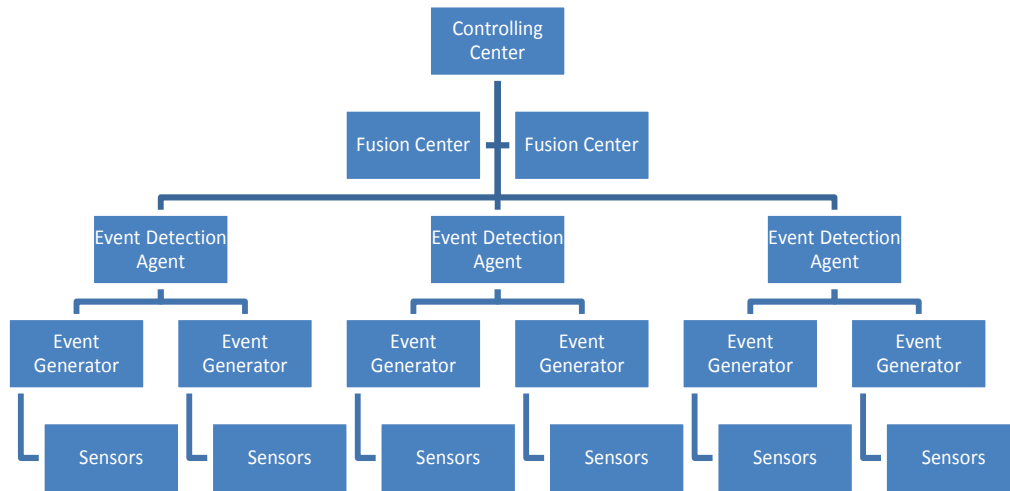 Controlling
Center
Fusion Center
Fusion Center
Event Detection
Agent
Event Detection
Agent
Event Detection
Agent
Event
Generator
Event
Generator
Event
Generator
Event
Generator
Event
Generator
Event
Generator
Sensors
Sensors
Sensors
Sensors
Sensors
Sensors